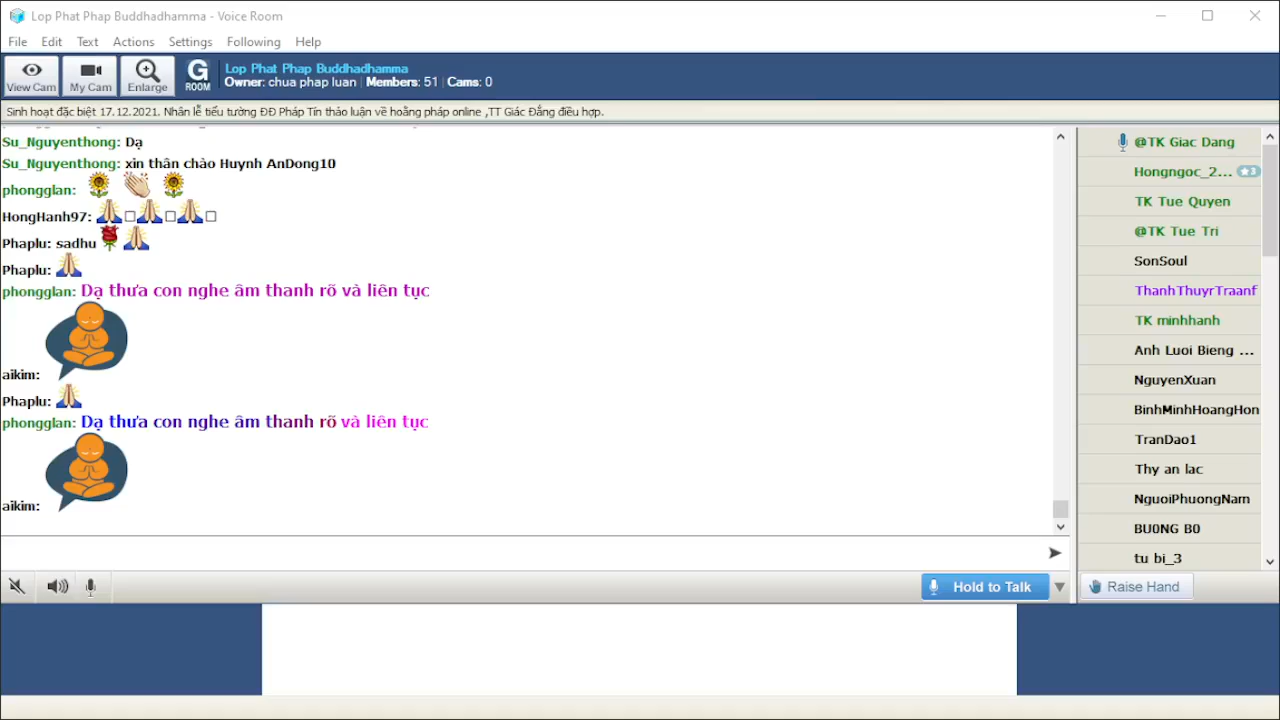 Lop Phat Phap Buddhadhamma - Voice Room
File Edit Text Actions Settings Following Help
View Cam My Cam Enlarge G ROOM
Lop Phat Phap Buddhadhamma
Owner: chua phap luan | Members: 51 | Cams: 0
Sinh hoạt đặc biệt 17.12.2021. Nhân lễ tiểu tường ĐĐ Pháp Tín thảo luận về hoằng pháp online ,TT Giác Đẳng điều hợp.
Su_Nguyenthong: Dạ
Su_Nguyenthong: xin thân chào Huynh AnDong10
phongglan:
HongHanh97:
Phaplu: sadhu
Phaplu:
phongglan: Dạ thưa con nghe âm thanh rõ và liên tục
aikim:
Phaplu:
phongglan: Dạ thưa con nghe âm thanh rõ và liên tục
aikim:
@TK Giac Dang
Hongngoc_2... 3
TK Tue Quyen
@TK Tue Tri
SonSoul
ThanhThuyrTraanf
TK minhhanh
Anh Luoi Bieng ...
NguyenXuan
BinhMinhHoangHon
TranDao1
Thy an lac
NguoiPhuongNam
BU0NG B0
tu bi_3
Hold to Talk
Raise Hand